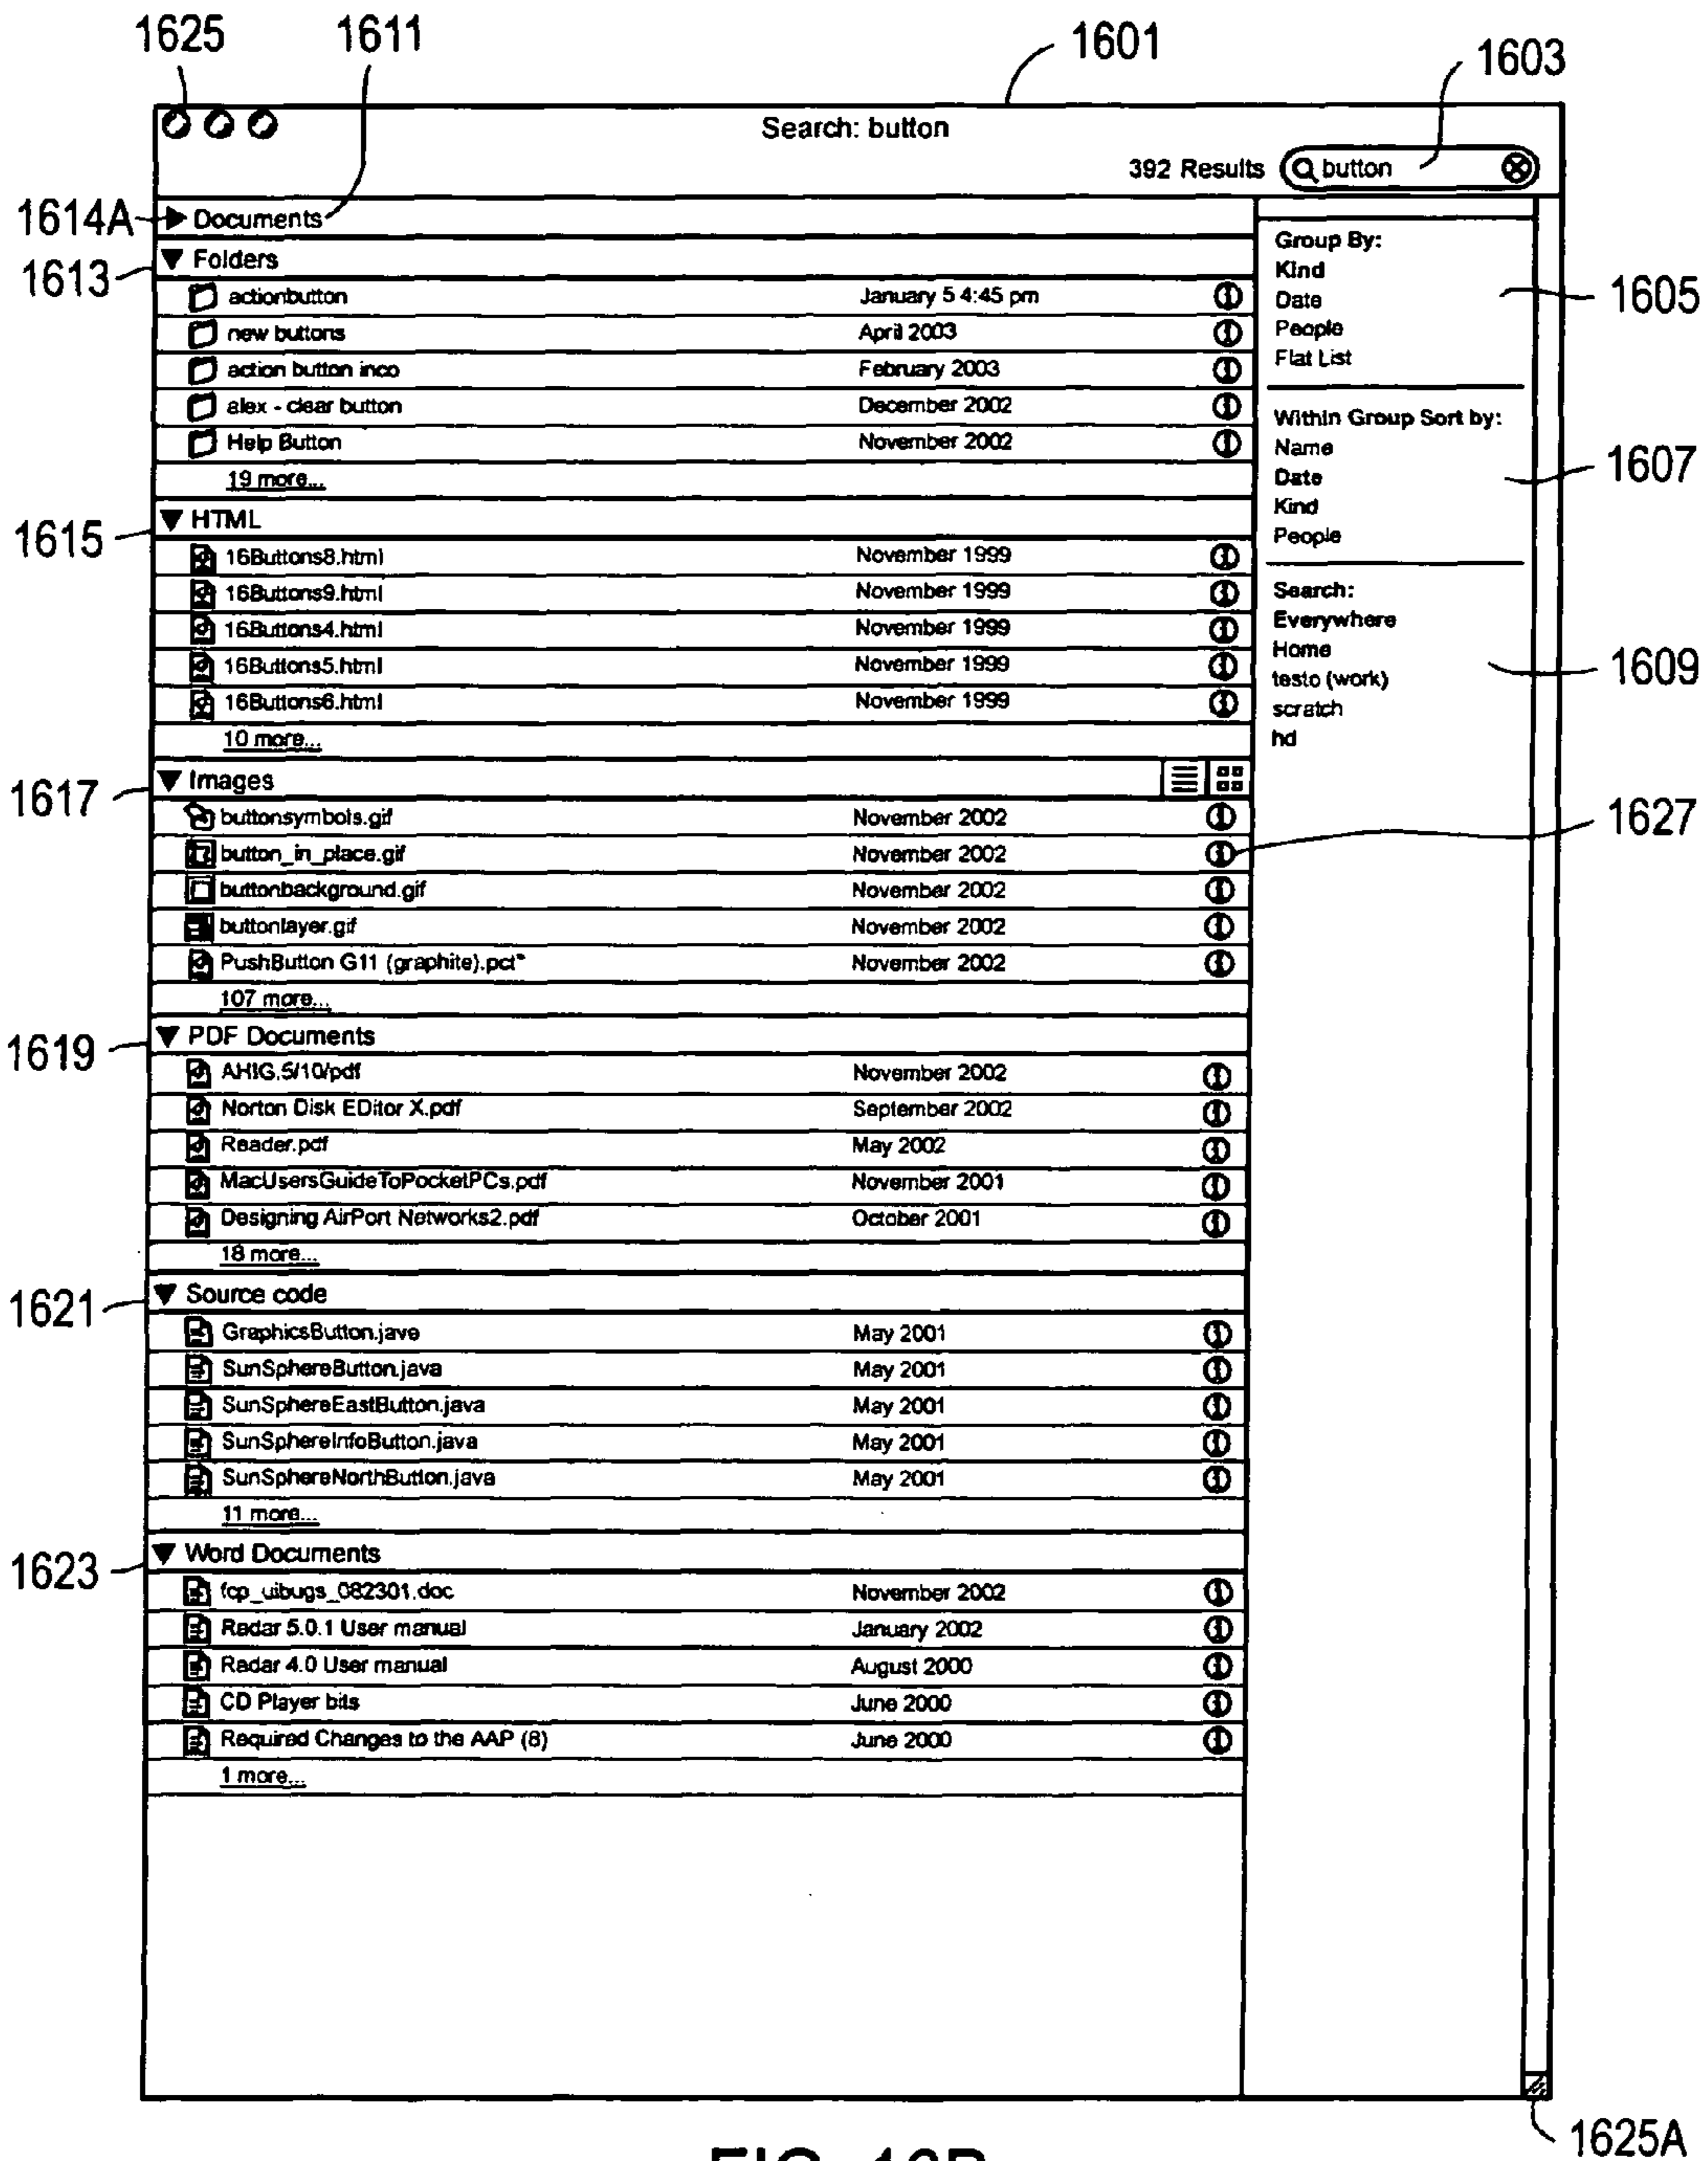 1625 1611 1601 1603
Search: button
392 Results button
1614A Documents
1613 Folders
actionbutton January 5 4:45 pm
new buttons April 2003
action button inco February 2003
alex - clear button December 2002
Help Button November 2002
19 more...
1615 HTML
16Buttons8.html November 1999
16Buttons9.html November 1999
16Buttons4.html November 1999
16Buttons5.html November 1999
16Buttons6.html November 1999
10 more...
1617 Images
buttonsymbols.gif November 2002
button_in_place.gif November 2002
buttonbackground.gif November 2002
buttonlayer.gif November 2002
PushButton G11 (graphite).pct" November 2002
107 more...
1619 PDF Documents
AHIG.5/10/pdf November 2002
Norton Disk EDitor X.pdf September 2002
Reader.pdf May 2002
MacUsersGuideToPocketPCs.pdf November 2001
Designing AirPort Networks2.pdf October 2001
18 more...
1621 Source code
GraphicsButton.jave May 2001
SunSphereButton.java May 2001
SunSphereEastButton.java May 2001
SunSphereInfoButton.java May 2001
SunSphereNorthButton.java May 2001
11 more...
1623 Word Documents
fcp_uibugs_082301.doc November 2002
Radar 5.0.1 User manual January 2002
Radar 4.0 User manual August 2000
CD Player bits June 2000
Required Changes to the AAP (8) June 2000
1 more...
Group By:
Kind
Date 1605
People
Flat List
Within Group Sort by:
Name
Date 1607
Kind
People
Search:
Everywhere
Home
testo (work) 1609
scratch
hd
1627
1625A